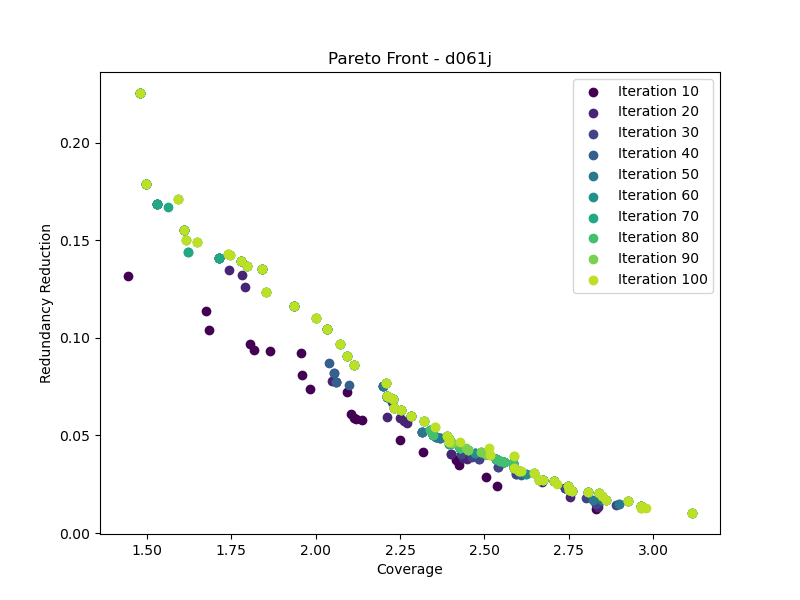 Pareto Front - d061j
Redundancy Reduction
0.20
0.15
0.10
0.05
0.00
1.50
1.75
2.00
2.25
2.50
2.75
3.00
Coverage
Iteration 10
Iteration 20
Iteration 30
Iteration 40
Iteration 50
Iteration 60
Iteration 70
Iteration 80
Iteration 90
Iteration 100